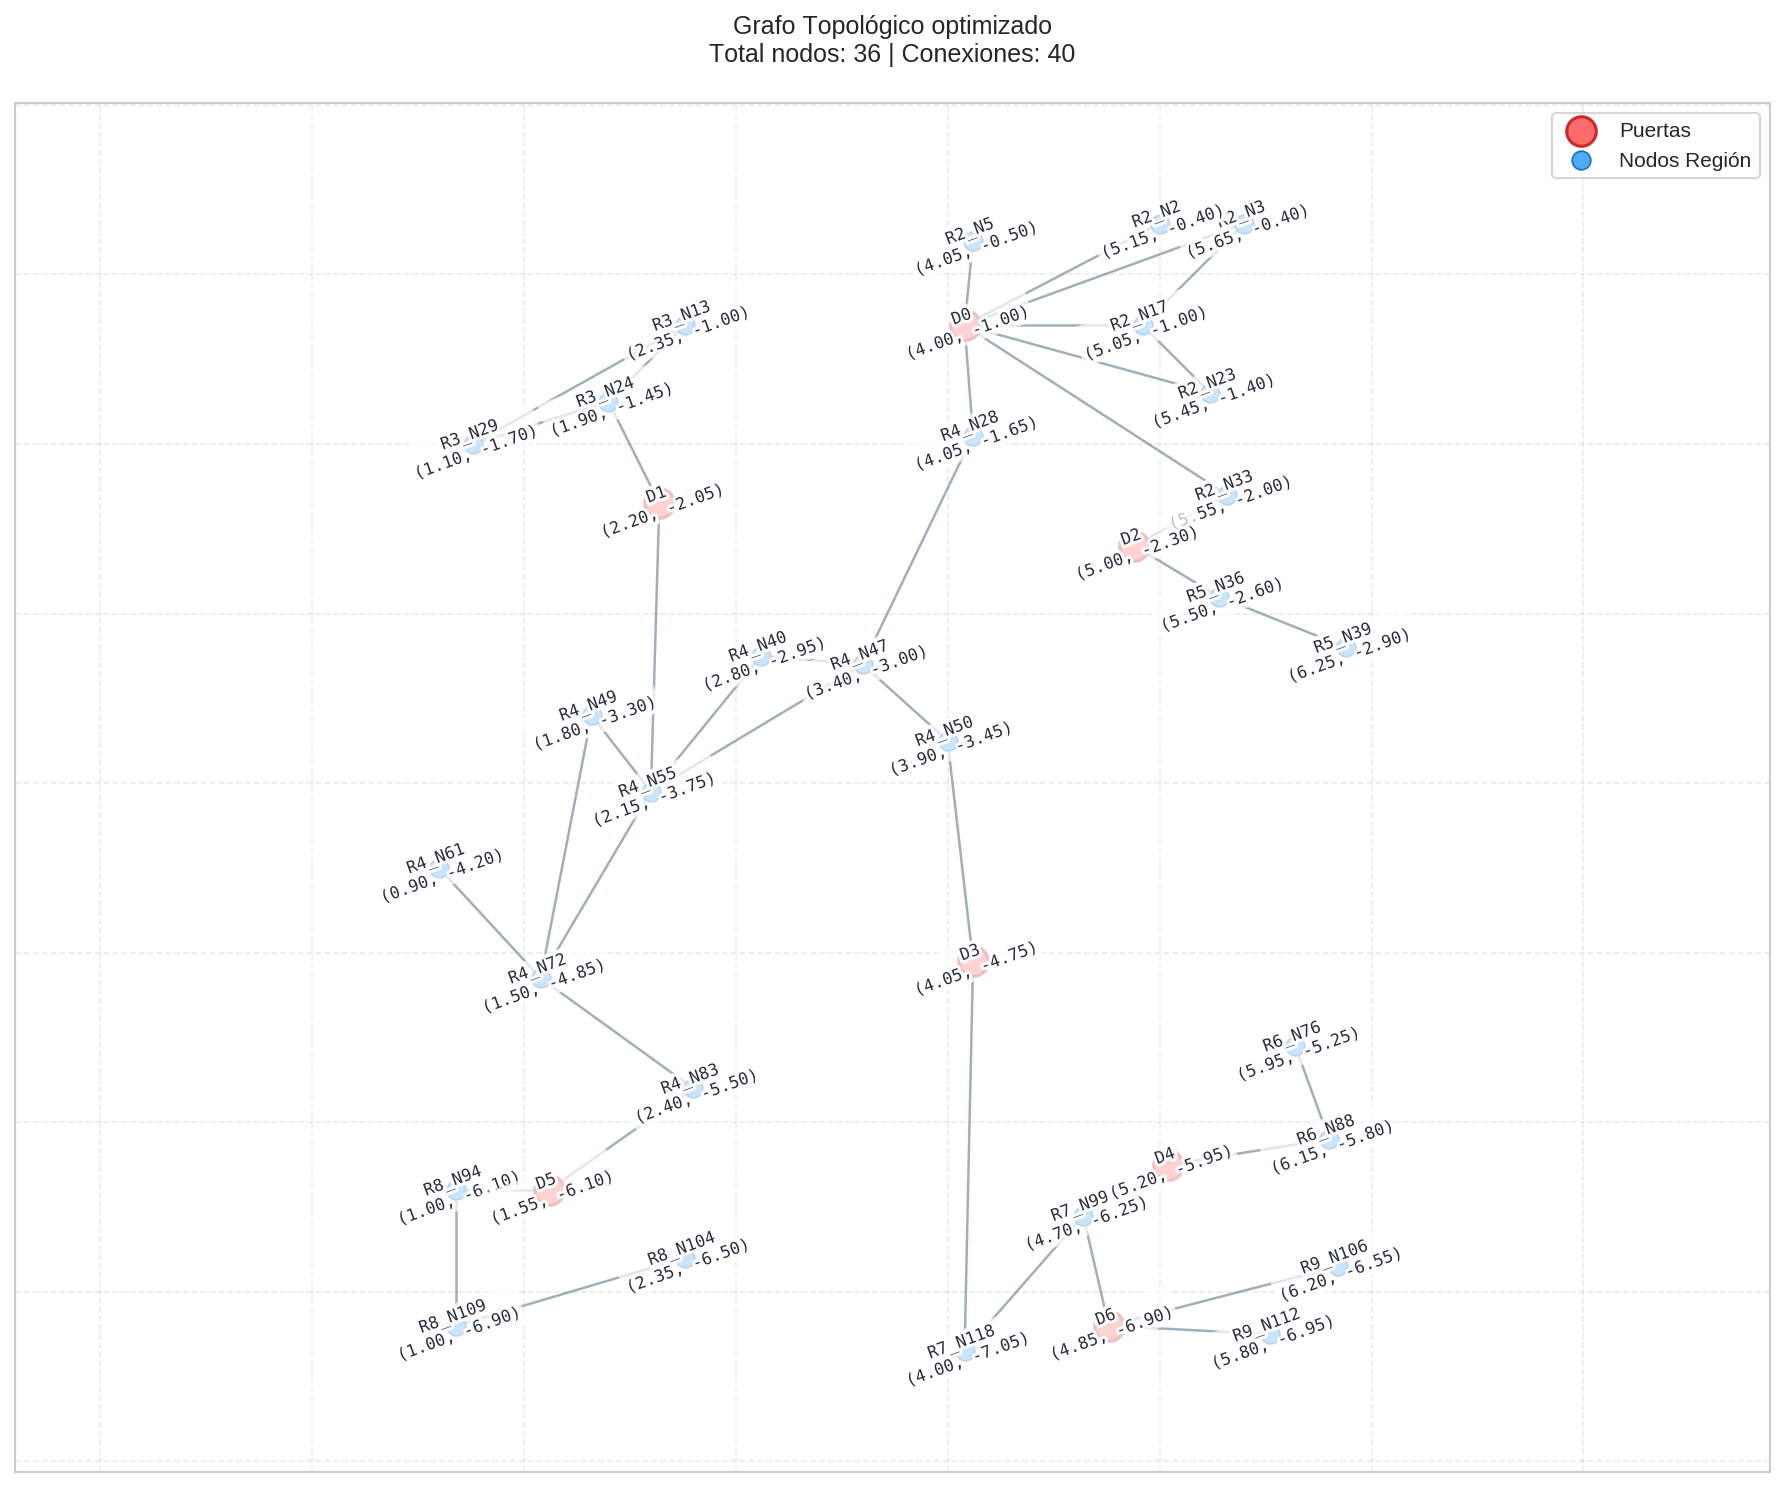 Grafo Topológico optimizado
Total nodos: 36 | Conexiones: 40
Puertas
Nodos Región
R2_N5
(4.05, -0.50)
R2_N2
(5.15, -0.40)
R2_N3
(5.65, -0.40)
D0
(4.00, -1.00)
R2_N17
(5.05, -1.00)
R3_N13
(2.35, -1.00)
R2_N23
(5.45, -1.40)
R3_N24
(1.90, -1.45)
R3_N29
(1.10, -1.70)
R4_N28
(4.05, -1.65)
R2_N33
(5.55, -2.00)
D1
(2.20, -2.05)
D2
(5.00, -2.30)
R5_N36
(5.50, -2.60)
R5_N39
(6.25, -2.90)
R4_N40
(2.80, -2.95)
R4_N47
(3.40, -3.00)
R4_N49
(1.80, -3.30)
R4_N50
(3.90, -3.45)
R4_N55
(2.15, -3.75)
R4_N61
(0.90, -4.20)
D3
(4.05, -4.75)
R4_N72
(1.50, -4.85)
R6_N76
(5.95, -5.25)
R4_N83
(2.40, -5.50)
R6_N88
(6.15, -5.80)
D4
(5.20, -5.95)
R8_N94
(1.00, -6.10)
D5
(1.55, -6.10)
R7_N99
(4.70, -6.25)
R8_N104
(2.35, -6.50)
R9_N106
(6.20, -6.55)
R8_N109
(1.00, -6.90)
D6
(4.85, -6.90)
R9_N112
(5.80, -6.95)
R7_N118
(4.00, -7.05)